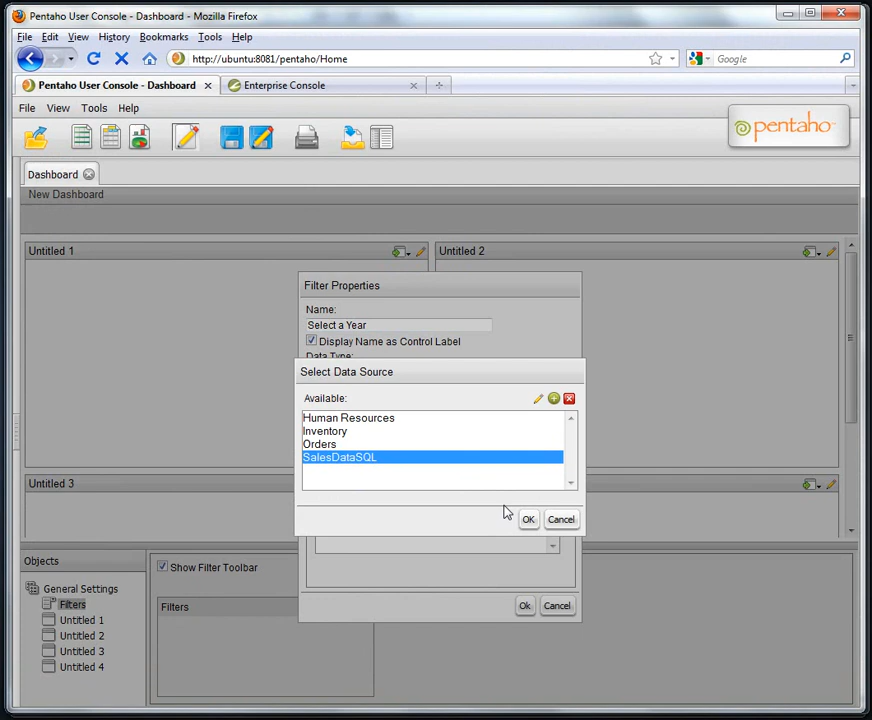 Pentaho User Console - Dashboard - Mozilla Firefox
File Edit View History Bookmarks Tools Help
http://ubuntu:8081/pentaho/Home
Google
Pentaho User Console - Dashboard
Enterprise Console
File View Tools Help
pentaho
Dashboard
New Dashboard
Untitled 1
Untitled 2
Filter Properties
Name:
Select a Year
Display Name as Control Label
Data Type:
Select Data Source
Available:
Human Resources
Inventory
Orders
SalesDataSQL
OK Cancel
Untitled 3
Ok Cancel
Objects
General Settings
Filters
Untitled 1
Untitled 2
Untitled 3
Untitled 4
Show Filter Toolbar
Filters